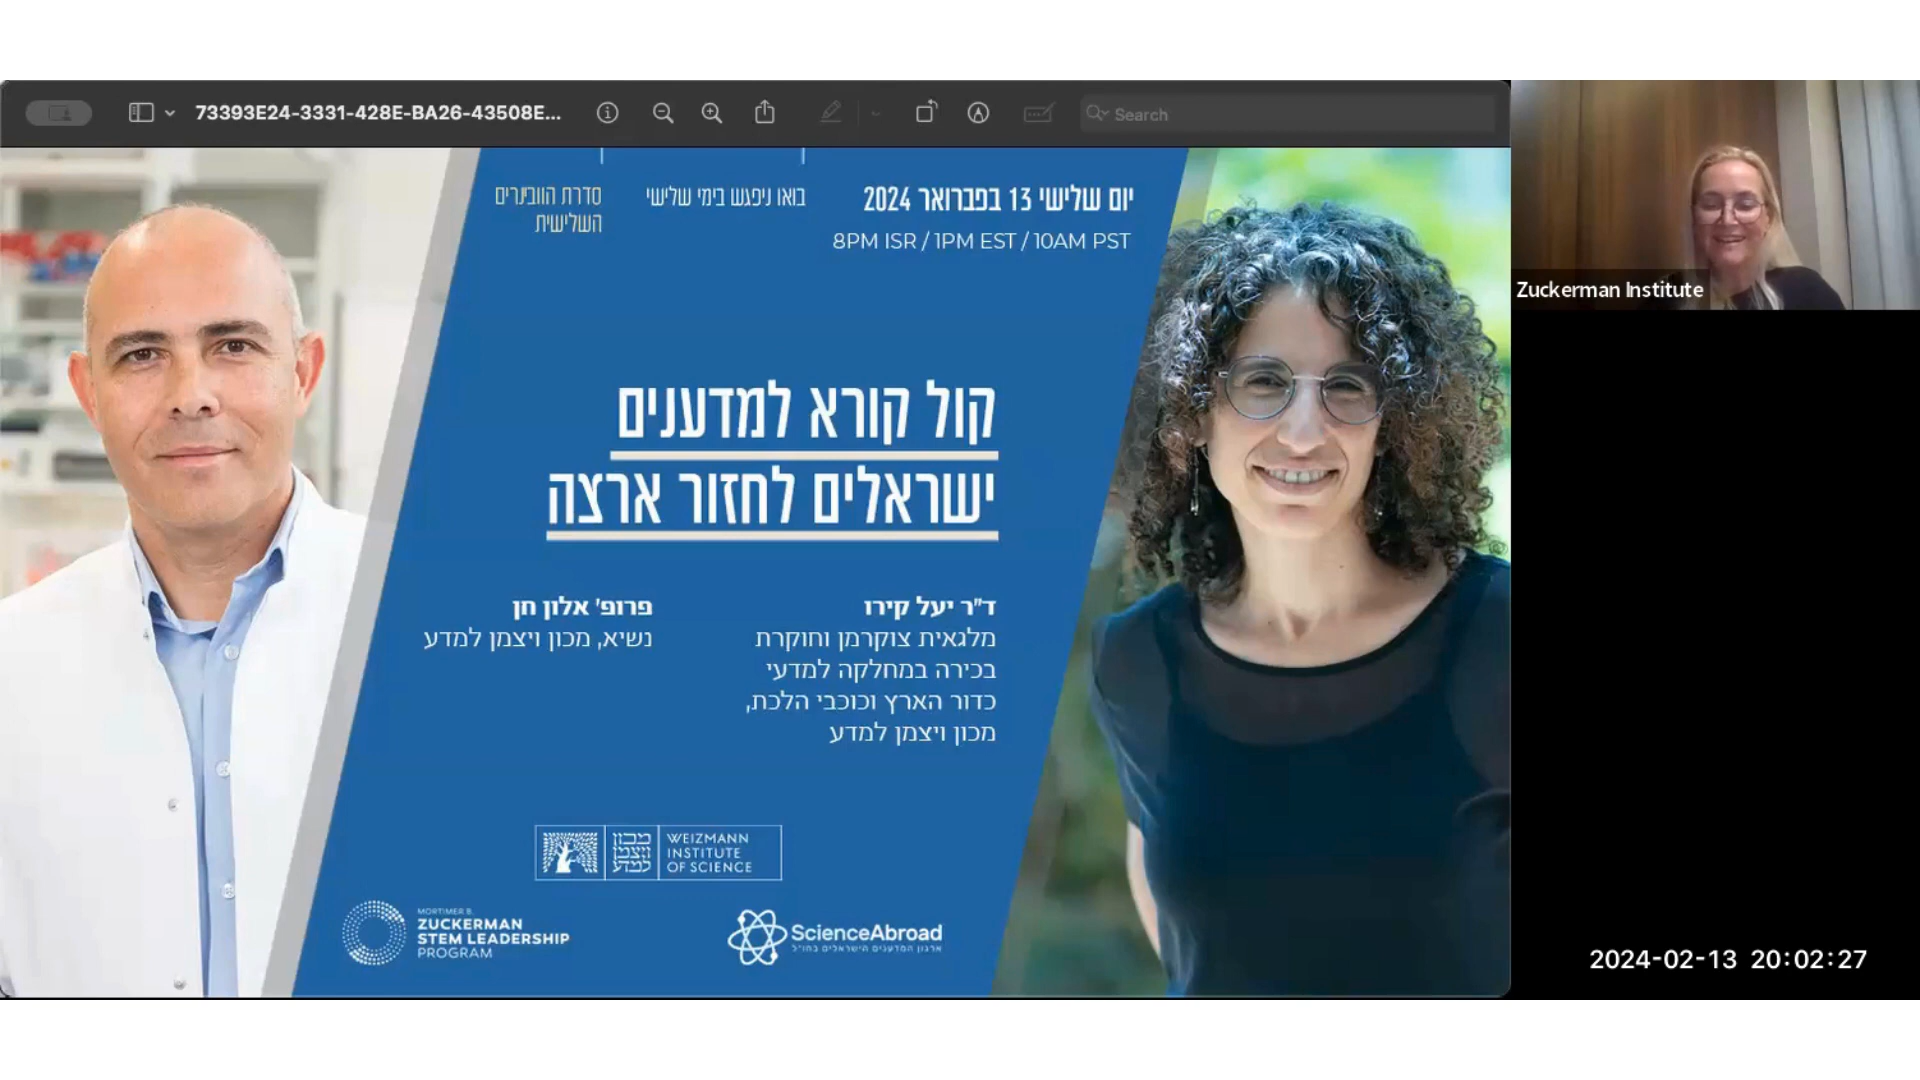 73393E24-3331-428E-BA26-43508E...
Search
יום שלישי 13 בפברואר 2024
8PM ISR / 1PM EST / 10AM PST
בואו ניפגש בימי שלישי
סדרת הוובינרים
השלישית
קול קורא למדענים
ישראלים לחזור ארצה
ד"ר יעל קירו
מלגאית צוקרמן וחוקרת
בכירה במחלקה למדעי
כדור הארץ וכוכבי הלכת,
מכון ויצמן למדע
פרופ' אלון חן
נשיא, מכון ויצמן למדע
מכון
ויצמן
למדע
WEIZMANN
INSTITUTE
OF SCIENCE
MORTIMER B.
ZUCKERMAN
STEM LEADERSHIP
PROGRAM
ScienceAbroad
ארגון המדענים הישראלים בחו"ל
Zuckerman Institute
2024-02-13 20:02:27